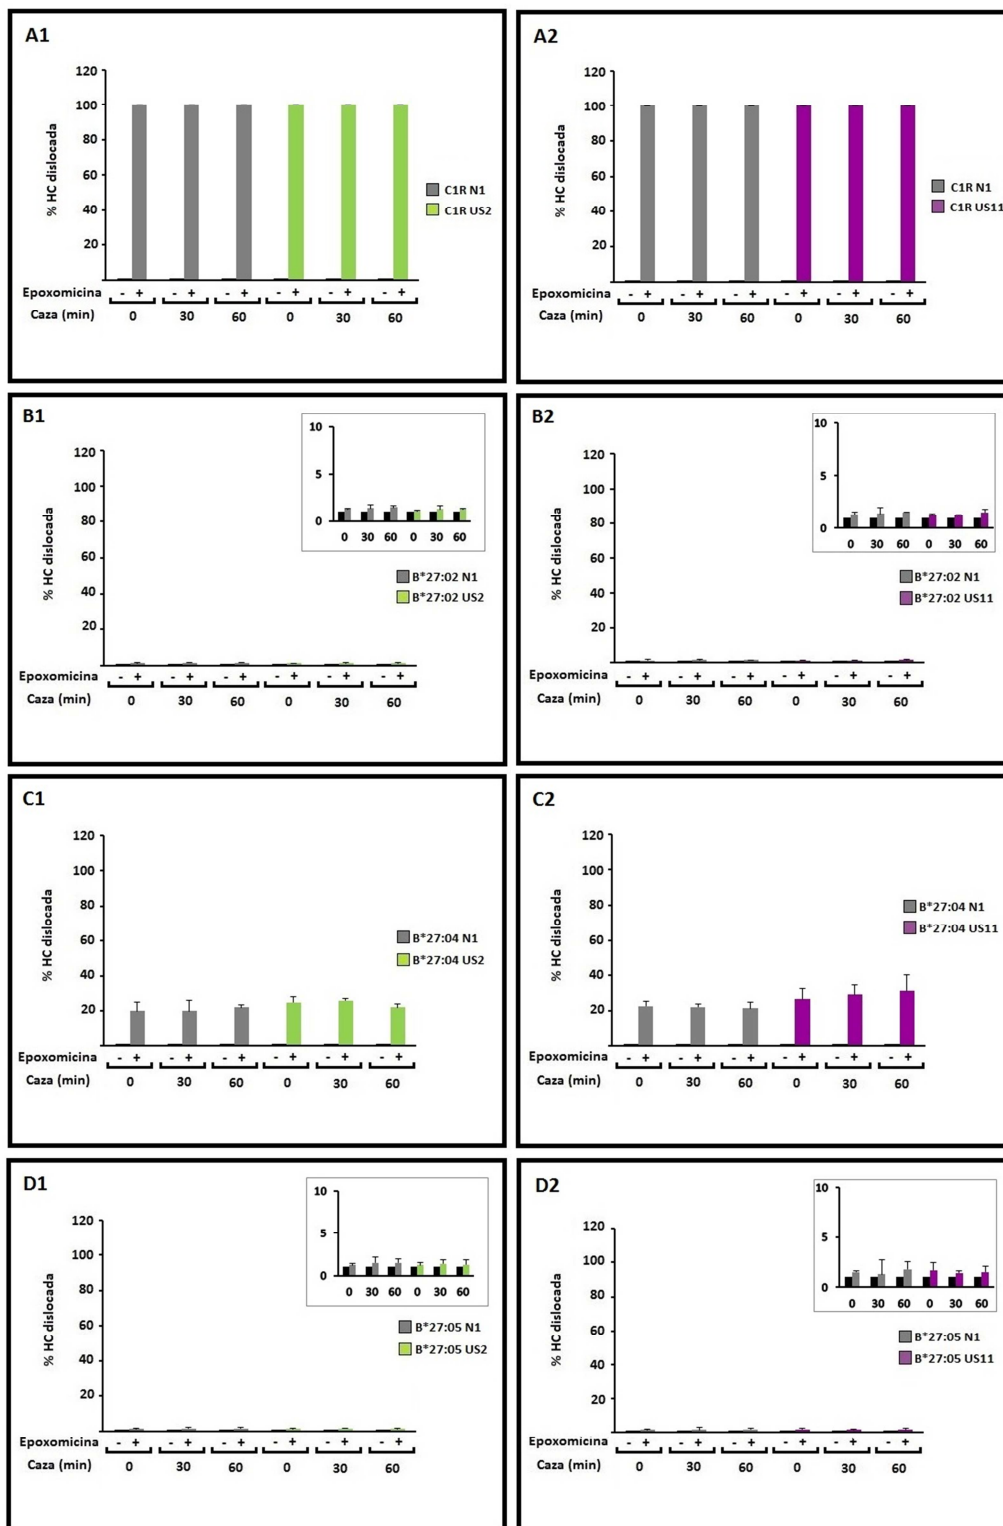 A1
120
100
80
60
40
20
% HC dislocada
C1R N1
C1R US2
Epoxomicina - + - + - + - + - + - +
Caza (min) 0 30 60 0 30 60
A2
120
100
80
60
40
20
% HC dislocada
C1R N1
C1R US11
Epoxomicina - + - + - + - + - + - +
Caza (min) 0 30 60 0 30 60
B1
120
100
80
60
40
20
% HC dislocada
10
5
0
0 30 60 0 30 60
B*27:02 N1
B*27:02 US2
Epoxomicina - + - + - + - + - + - +
Caza (min) 0 30 60 0 30 60
B2
120
100
80
60
40
20
% HC dislocada
10
5
0
0 30 60 0 30 60
B*27:02 N1
B*27:02 US11
Epoxomicina - + - + - + - + - + - +
Caza (min) 0 30 60 0 30 60
C1
120
100
80
60
40
20
% HC dislocada
B*27:04 N1
B*27:04 US2
Epoxomicina - + - + - + - + - + - +
Caza (min) 0 30 60 0 30 60
C2
120
100
80
60
40
20
% HC dislocada
B*27:04 N1
B*27:04 US11
Epoxomicina - + - + - + - + - + - +
Caza (min) 0 30 60 0 30 60
D1
120
100
80
60
40
20
% HC dislocada
10
5
0
0 30 60 0 30 60
B*27:05 N1
B*27:05 US2
Epoxomicina - + - + - + - + - + - +
Caza (min) 0 30 60 0 30 60
D2
120
100
80
60
40
20
% HC dislocada
10
5
0
0 30 60 0 30 60
B*27:05 N1
B*27:05 US11
Epoxomicina - + - + - + - + - + - +
Caza (min) 0 30 60 0 30 60